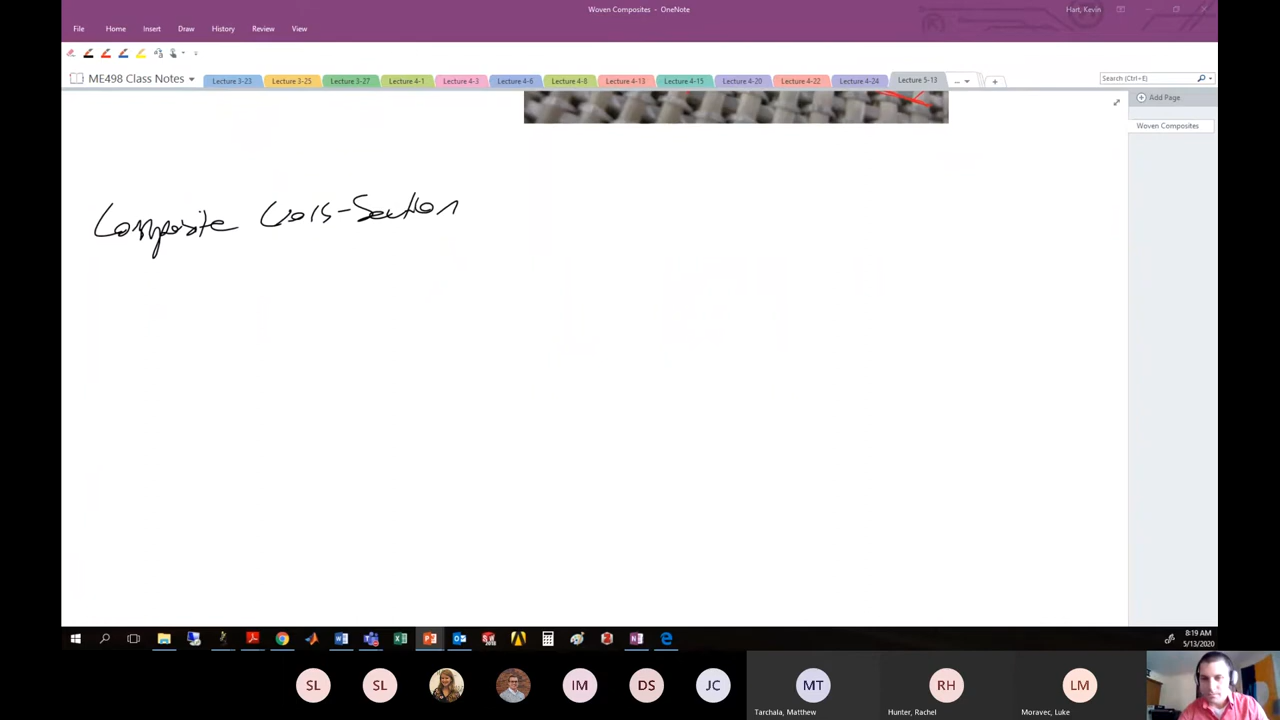 Woven Composites - OneNote
Hart, Kevin
File Home Insert Draw History Review View
ME498 Class Notes
Lecture 3-23 Lecture 3-25 Lecture 3-27 Lecture 4-1 Lecture 4-3 Lecture 4-6 Lecture 4-8 Lecture 4-13 Lecture 4-15 Lecture 4-20 Lecture 4-22 Lecture 4-24 Lecture 5-13 ...
Search (Ctrl+E)
Add Page
Woven Composites
Composite Cross-Section
8:19 AM
5/13/2020
SL SL IM DS JC MT RH LM
Tarchala, Matthew Hunter, Rachel Moravec, Luke